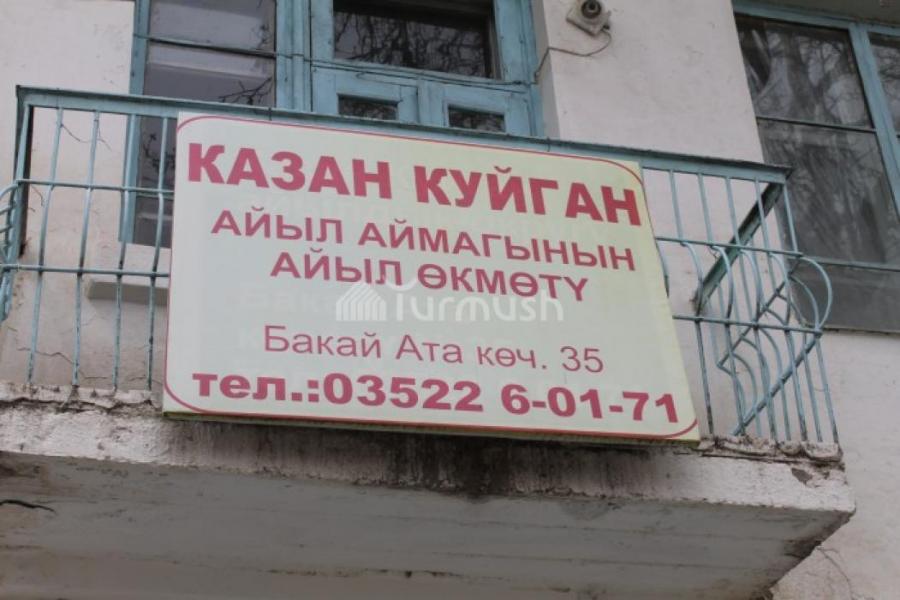 КАЗАН КУЙГАН
АЙЫЛ АЙМАГЫНЫН
АЙЫЛ ӨКМӨТҮ
Turmush
Бакай Ата көч. 35
тел.:03522 6-01-71